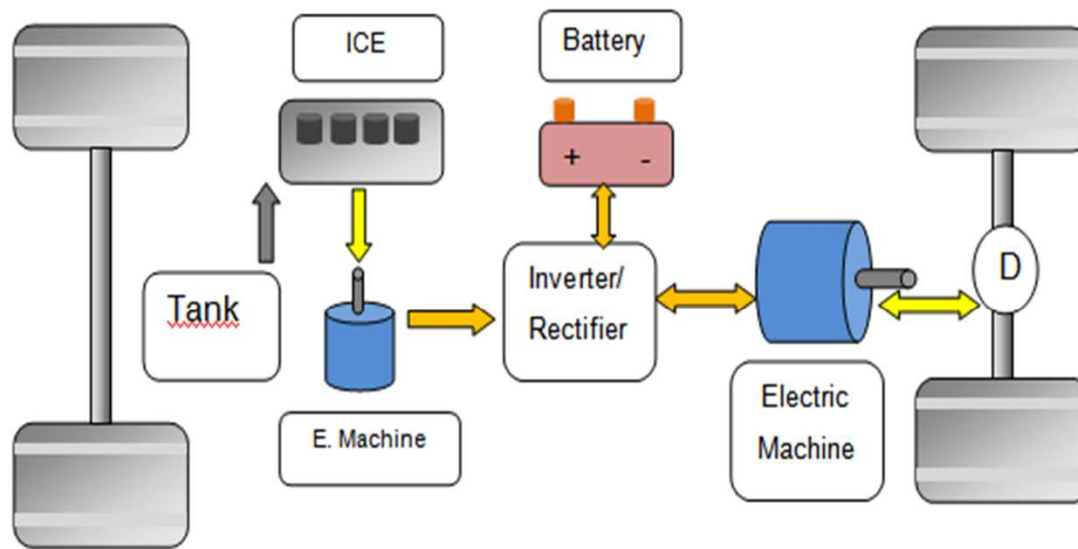 ICE
Battery
+ -
Tank
Inverter/
Rectifier
D
E. Machine
Electric
Machine